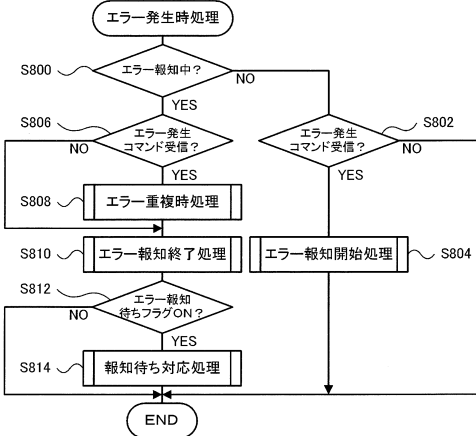 エラー発生時処理
S800
エラー報知中？
NO
YES
S806
エラー発生
コマンド受信？
NO
YES
S802
エラー発生
コマンド受信？
NO
YES
S808
エラー重複時処理
S810
エラー報知終了処理
エラー報知開始処理
S804
S812
エラー報知
待ちフラグON？
NO
YES
S814
報知待ち対応処理
END